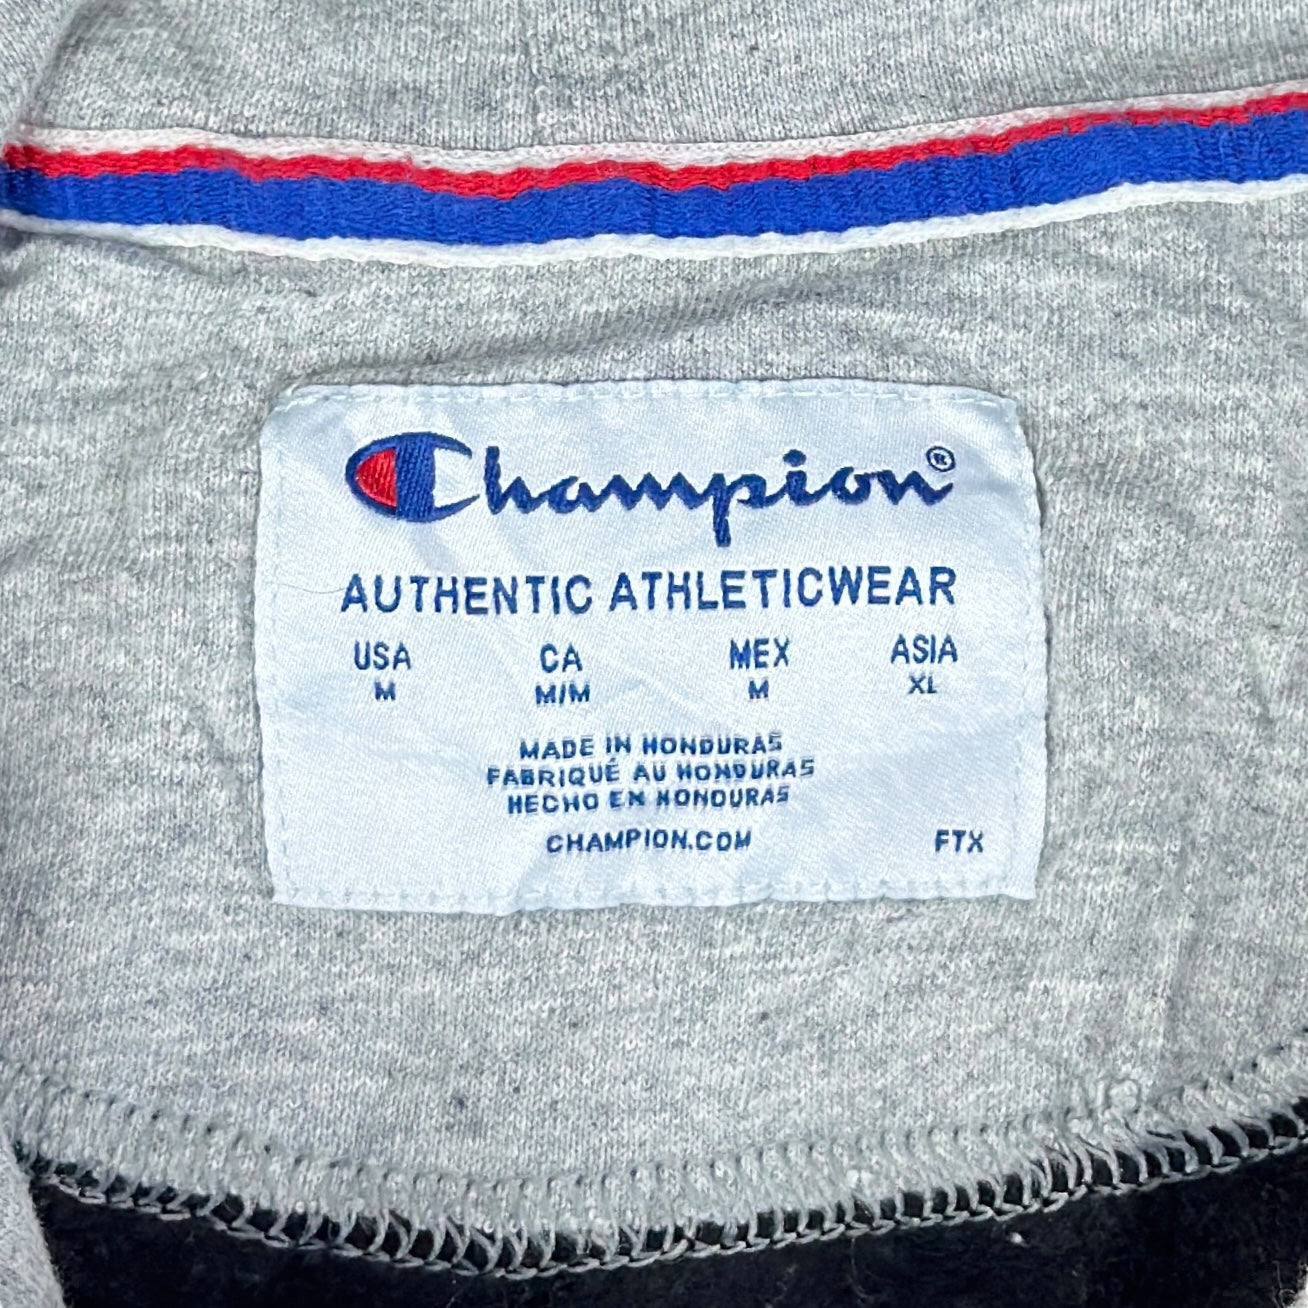 Champion®
AUTHENTIC ATHLETICWEAR
USA CA MEX ASIA
M M/M M XL
MADE IN HONDURAS
FABRIQUÉ AU HONDURAS
HECHO EN HONDURAS
CHAMPION.COM FTX